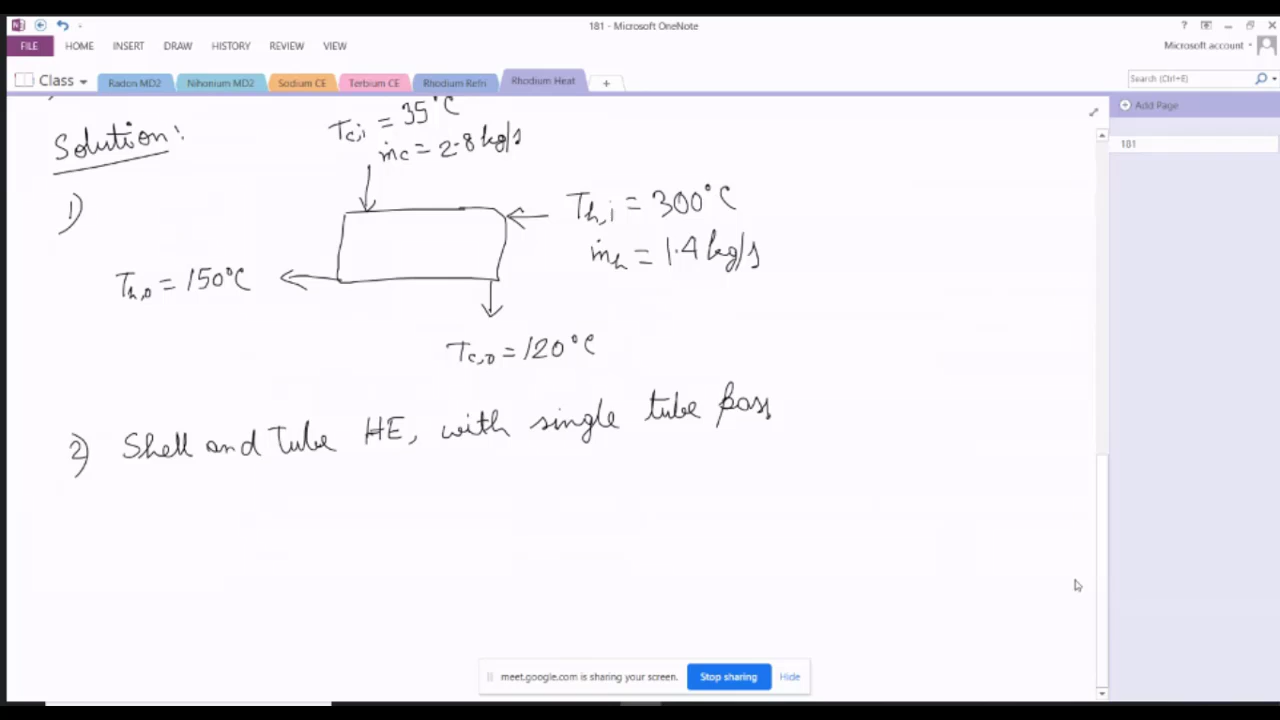 181 - Microsoft OneNote
FILE HOME INSERT DRAW HISTORY REVIEW VIEW
Microsoft account
Class Radon MD2 Nihonium MD2 Sodium CE Terbium CE Rhodium Refn Rhodium Heat
Search (Ctrl+E)
Add Page
181
Solution:
Tc,i = 35°C
ṁc = 2.8 kg/s
1)
Th,i = 300°C
ṁh = 1.4 kg/s
Th,o = 150°C
Tc,o = 120°C
2) Shell and Tube HE, with single tube pass
meet.google.com is sharing your screen. Stop sharing Hide